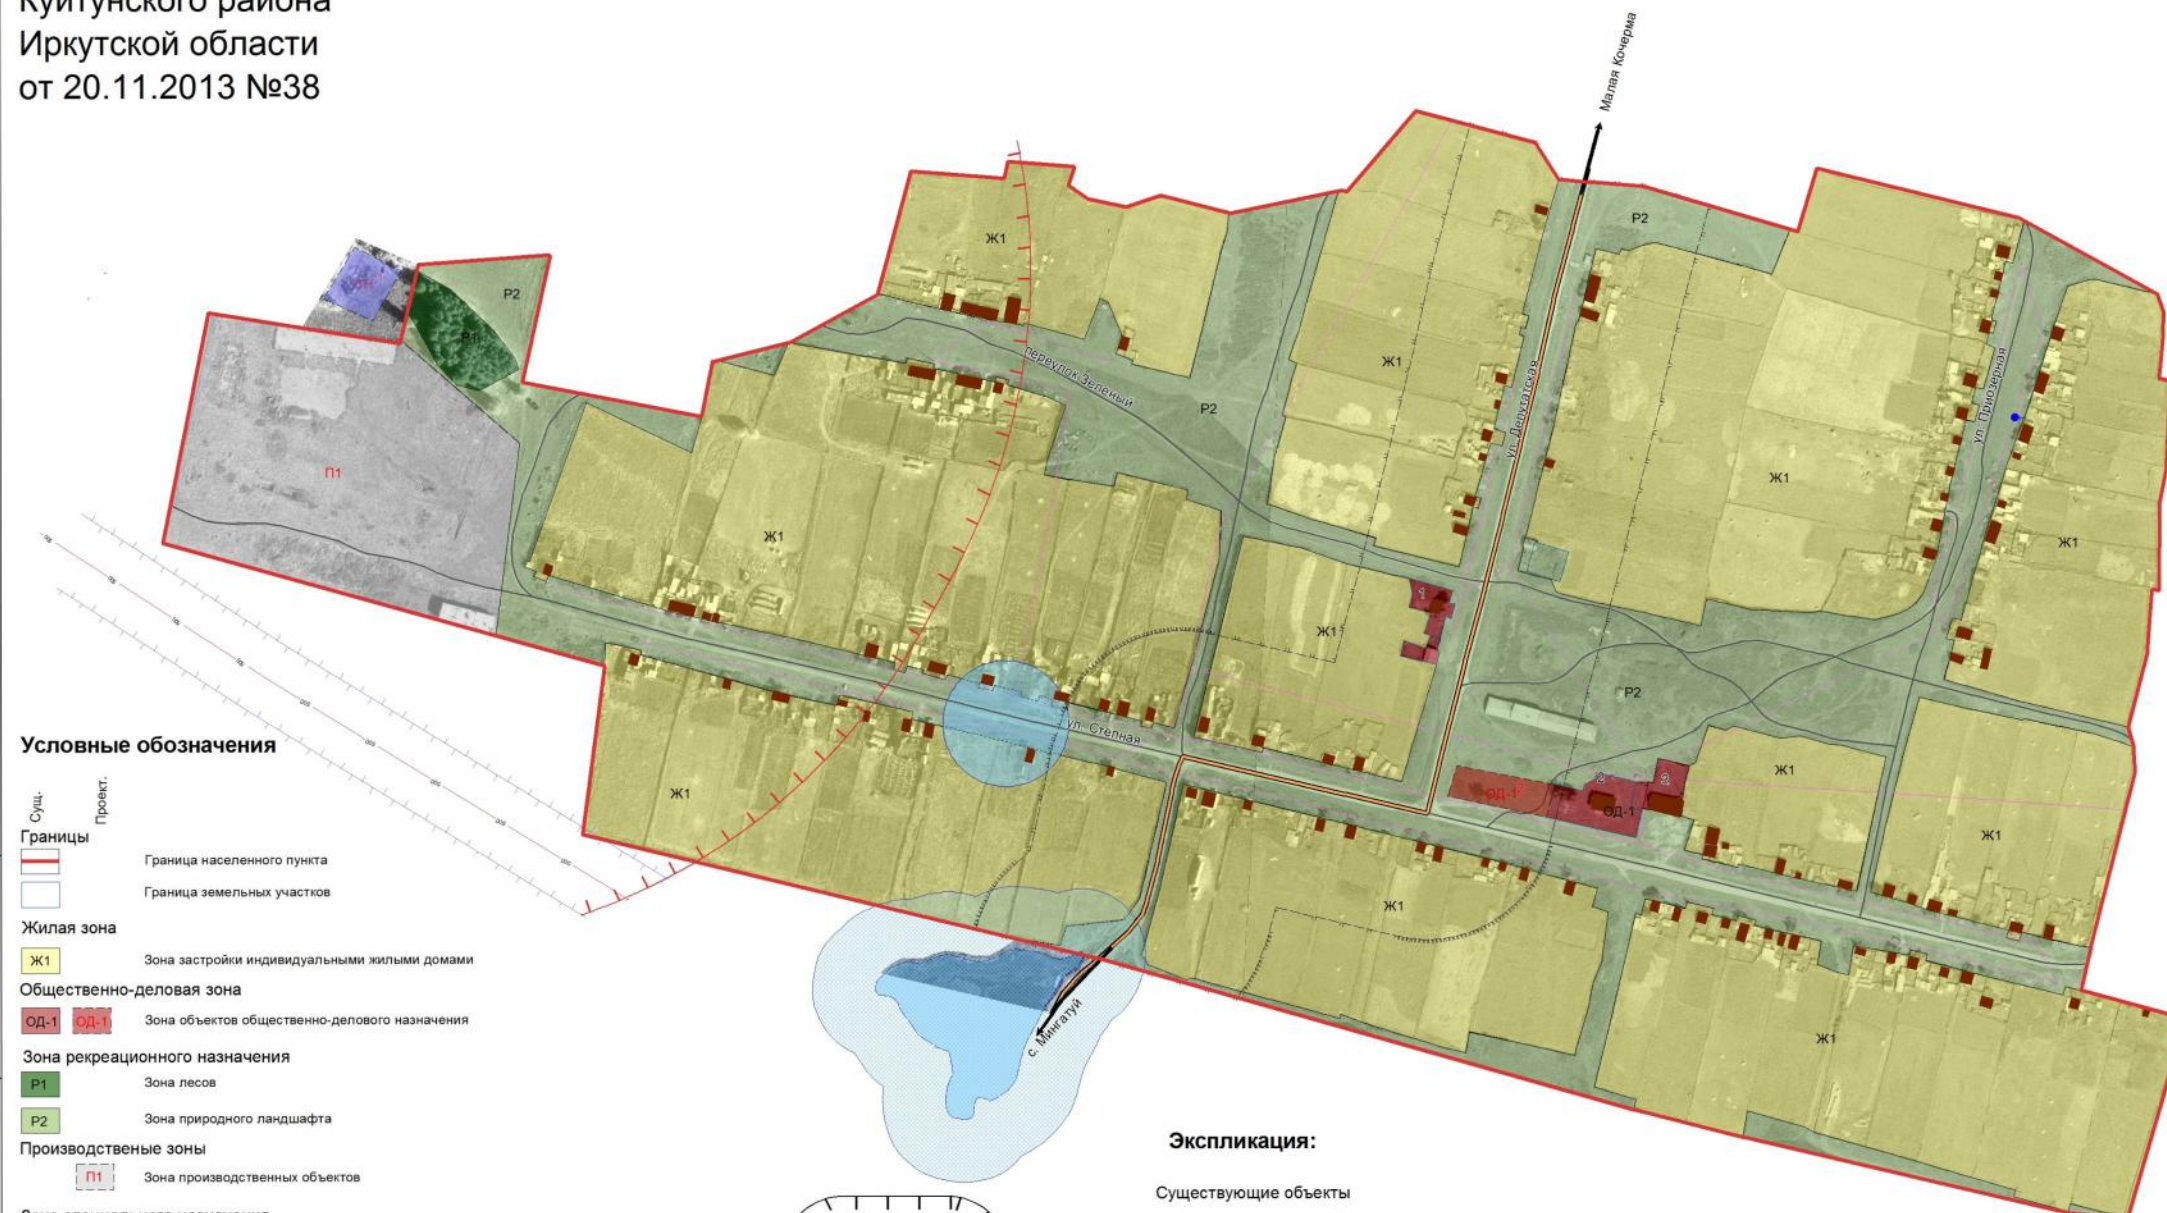 Куйтунского района
Иркутской области
от 20.11.2013 №38
Малая Кочерма
Ж1
Р2
Р2
Р1
П1
Ж1
переулок Зеленый
Р2
Ж1
ул. Депутатская
Ж1
ул. Приозерная
Ж1
Ж1
1
Р2
ул. Степная
Ж1
Ж1
ОД-1
2
ОД-1
2
Ж1
Ж1
Ж1
с. Мингатуй
Условные обозначения
Сущ.
Проект.
Границы
Граница населенного пункта
Граница земельных участков
Жилая зона
Ж1 Зона застройки индивидуальными жилыми домами
Общественно-деловая зона
ОД-1 ОД-1 Зона объектов общественно-делового назначения
Зона рекреационного назначения
Р1 Зона лесов
Р2 Зона природного ландшафта
Производственые зоны
П1 Зона производственных объектов
Экспликация:
Существующие объекты